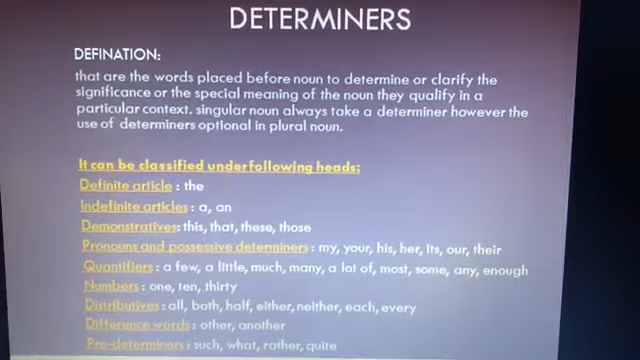 DETERMINERS
DEFINATION:
that are the words placed before noun to determine or clarify the
significance or the special meaning of the noun they qualify in a
particular context. singular noun always take a determiner however the
use of determiners optional in plural noun.
It can be classified under following heads:
Definite article : the
Indefinite articles : a, an
Demonstratives: this, that, these, those
Pronouns and possessive determiners : my, your, his, her, its, our, their
Quantifiers : a few, a little, much, many, a lot of, most, some, any, enough
Numbers : one, ten, thirty
Distributives : all, both, half, either, neither, each, every
Difference words : other, another
Pre-determiners : such, what, rather, quite